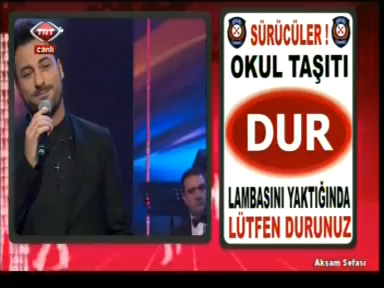 TRT
canlı
SÜRÜCÜLER !
OKUL TAŞITI
DUR
LAMBASINI YAKTIĞINDA
LÜTFEN DURUNUZ
Akşam Sefası